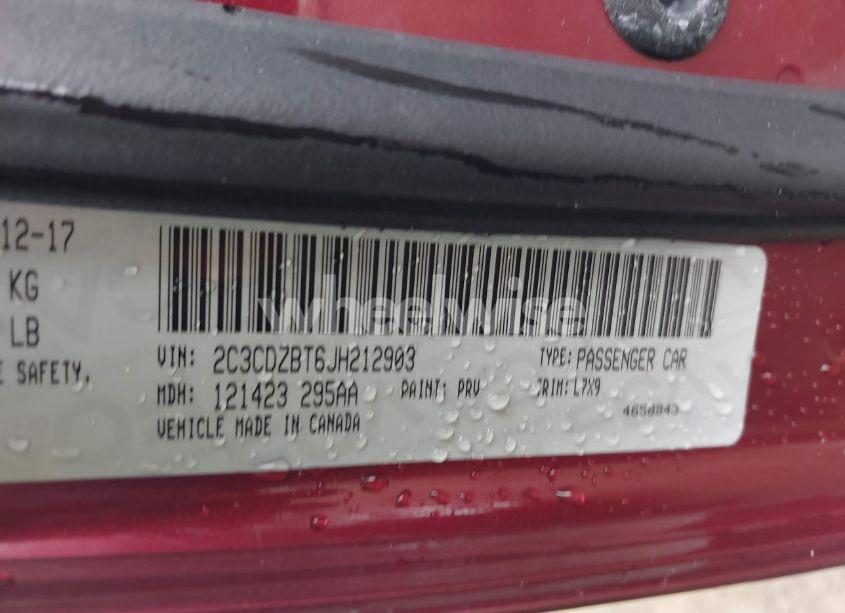 12-17
KG
LB
SAFETY,
wheelwise
VIN: 2C3CDZBT6JH212903 TYPE: PASSENGER CAR
MDH: 121423 295AA PAINT: PRV TRIM: L7X9
VEHICLE MADE IN CANADA